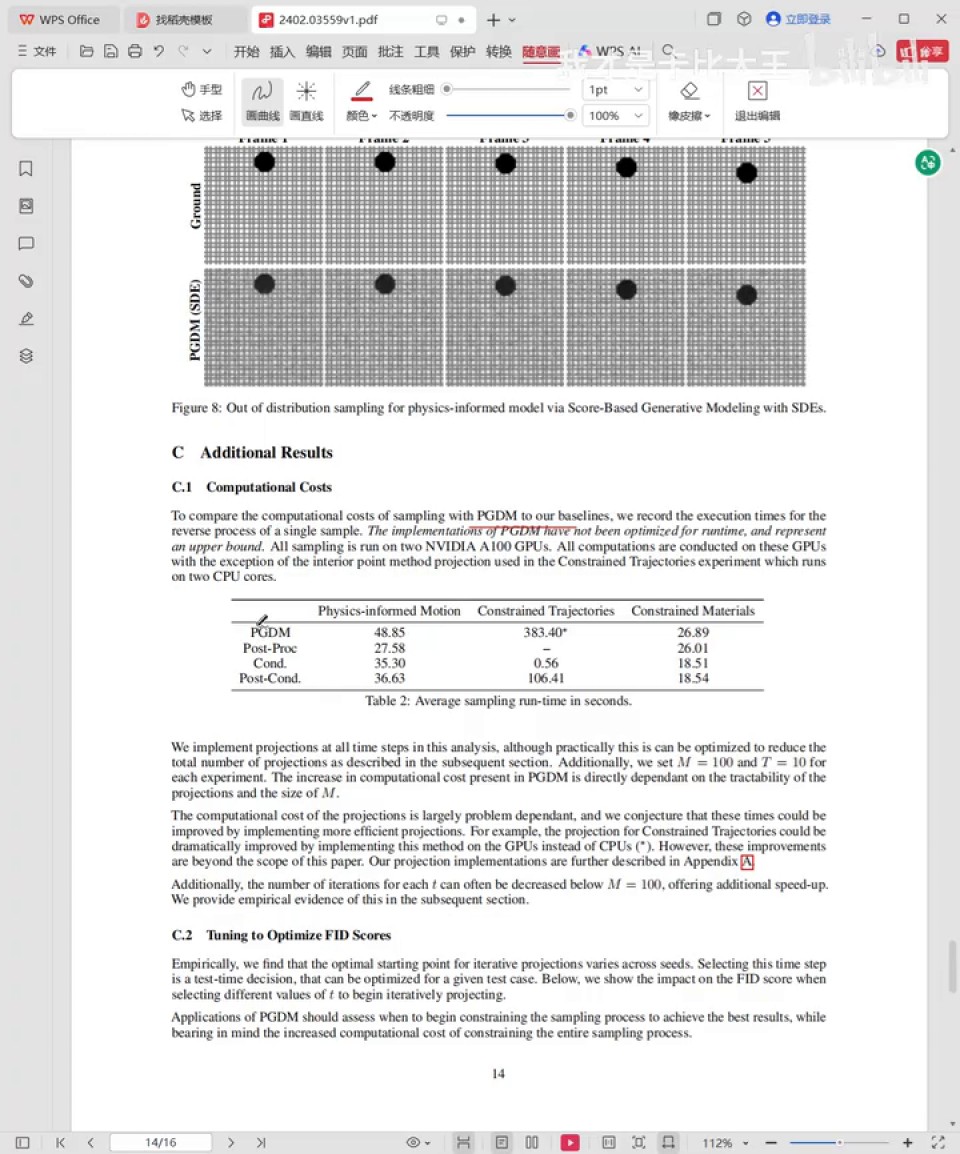 WPS Office 找稻壳模板 2402.03559v1.pdf 立即登录
文件 开始 插入 编辑 页面 批注 工具 保护 转换 随意画 WPS AI 分享
我才是卡比大王 bilibili
手型 线条粗细 1pt
选择 画曲线 画直线 颜色 不透明度 100% 橡皮擦 退出编辑
Frame 1 Frame 2 Frame 3 Frame 4 Frame 5
Ground
PGDM (SDE)
Figure 8: Out of distribution sampling for physics-informed model via Score-Based Generative Modeling with SDEs.
C Additional Results
C.1 Computational Costs
To compare the computational costs of sampling with PGDM to our baselines, we record the execution times for the
reverse process of a single sample. The implementations of PGDM have not been optimized for runtime, and represent
an upper bound. All sampling is run on two NVIDIA A100 GPUs. All computations are conducted on these GPUs
with the exception of the interior point method projection used in the Constrained Trajectories experiment which runs
on two CPU cores.
Physics-informed Motion Constrained Trajectories Constrained Materials
PGDM 48.85 383.40* 26.89
Post-Proc 27.58 – 26.01
Cond. 35.30 0.56 18.51
Post-Cond. 36.63 106.41 18.54
Table 2: Average sampling run-time in seconds.
We implement projections at all time steps in this analysis, although practically this is can be optimized to reduce the
total number of projections as described in the subsequent section. Additionally, we set M = 100 and T = 10 for
each experiment. The increase in computational cost present in PGDM is directly dependant on the tractability of the
projections and the size of M.
The computational cost of the projections is largely problem dependant, and we conjecture that these times could be
improved by implementing more efficient projections. For example, the projection for Constrained Trajectories could be
dramatically improved by implementing this method on the GPUs instead of CPUs (*). However, these improvements
are beyond the scope of this paper. Our projection implementations are further described in Appendix A.
Additionally, the number of iterations for each t can often be decreased below M = 100, offering additional speed-up.
We provide empirical evidence of this in the subsequent section.
C.2 Tuning to Optimize FID Scores
Empirically, we find that the optimal starting point for iterative projections varies across seeds. Selecting this time step
is a test-time decision, that can be optimized for a given test case. Below, we show the impact on the FID score when
selecting different values of t to begin iteratively projecting.
Applications of PGDM should assess when to begin constraining the sampling process to achieve the best results, while
bearing in mind the increased computational cost of constraining the entire sampling process.
14
14/16 112%